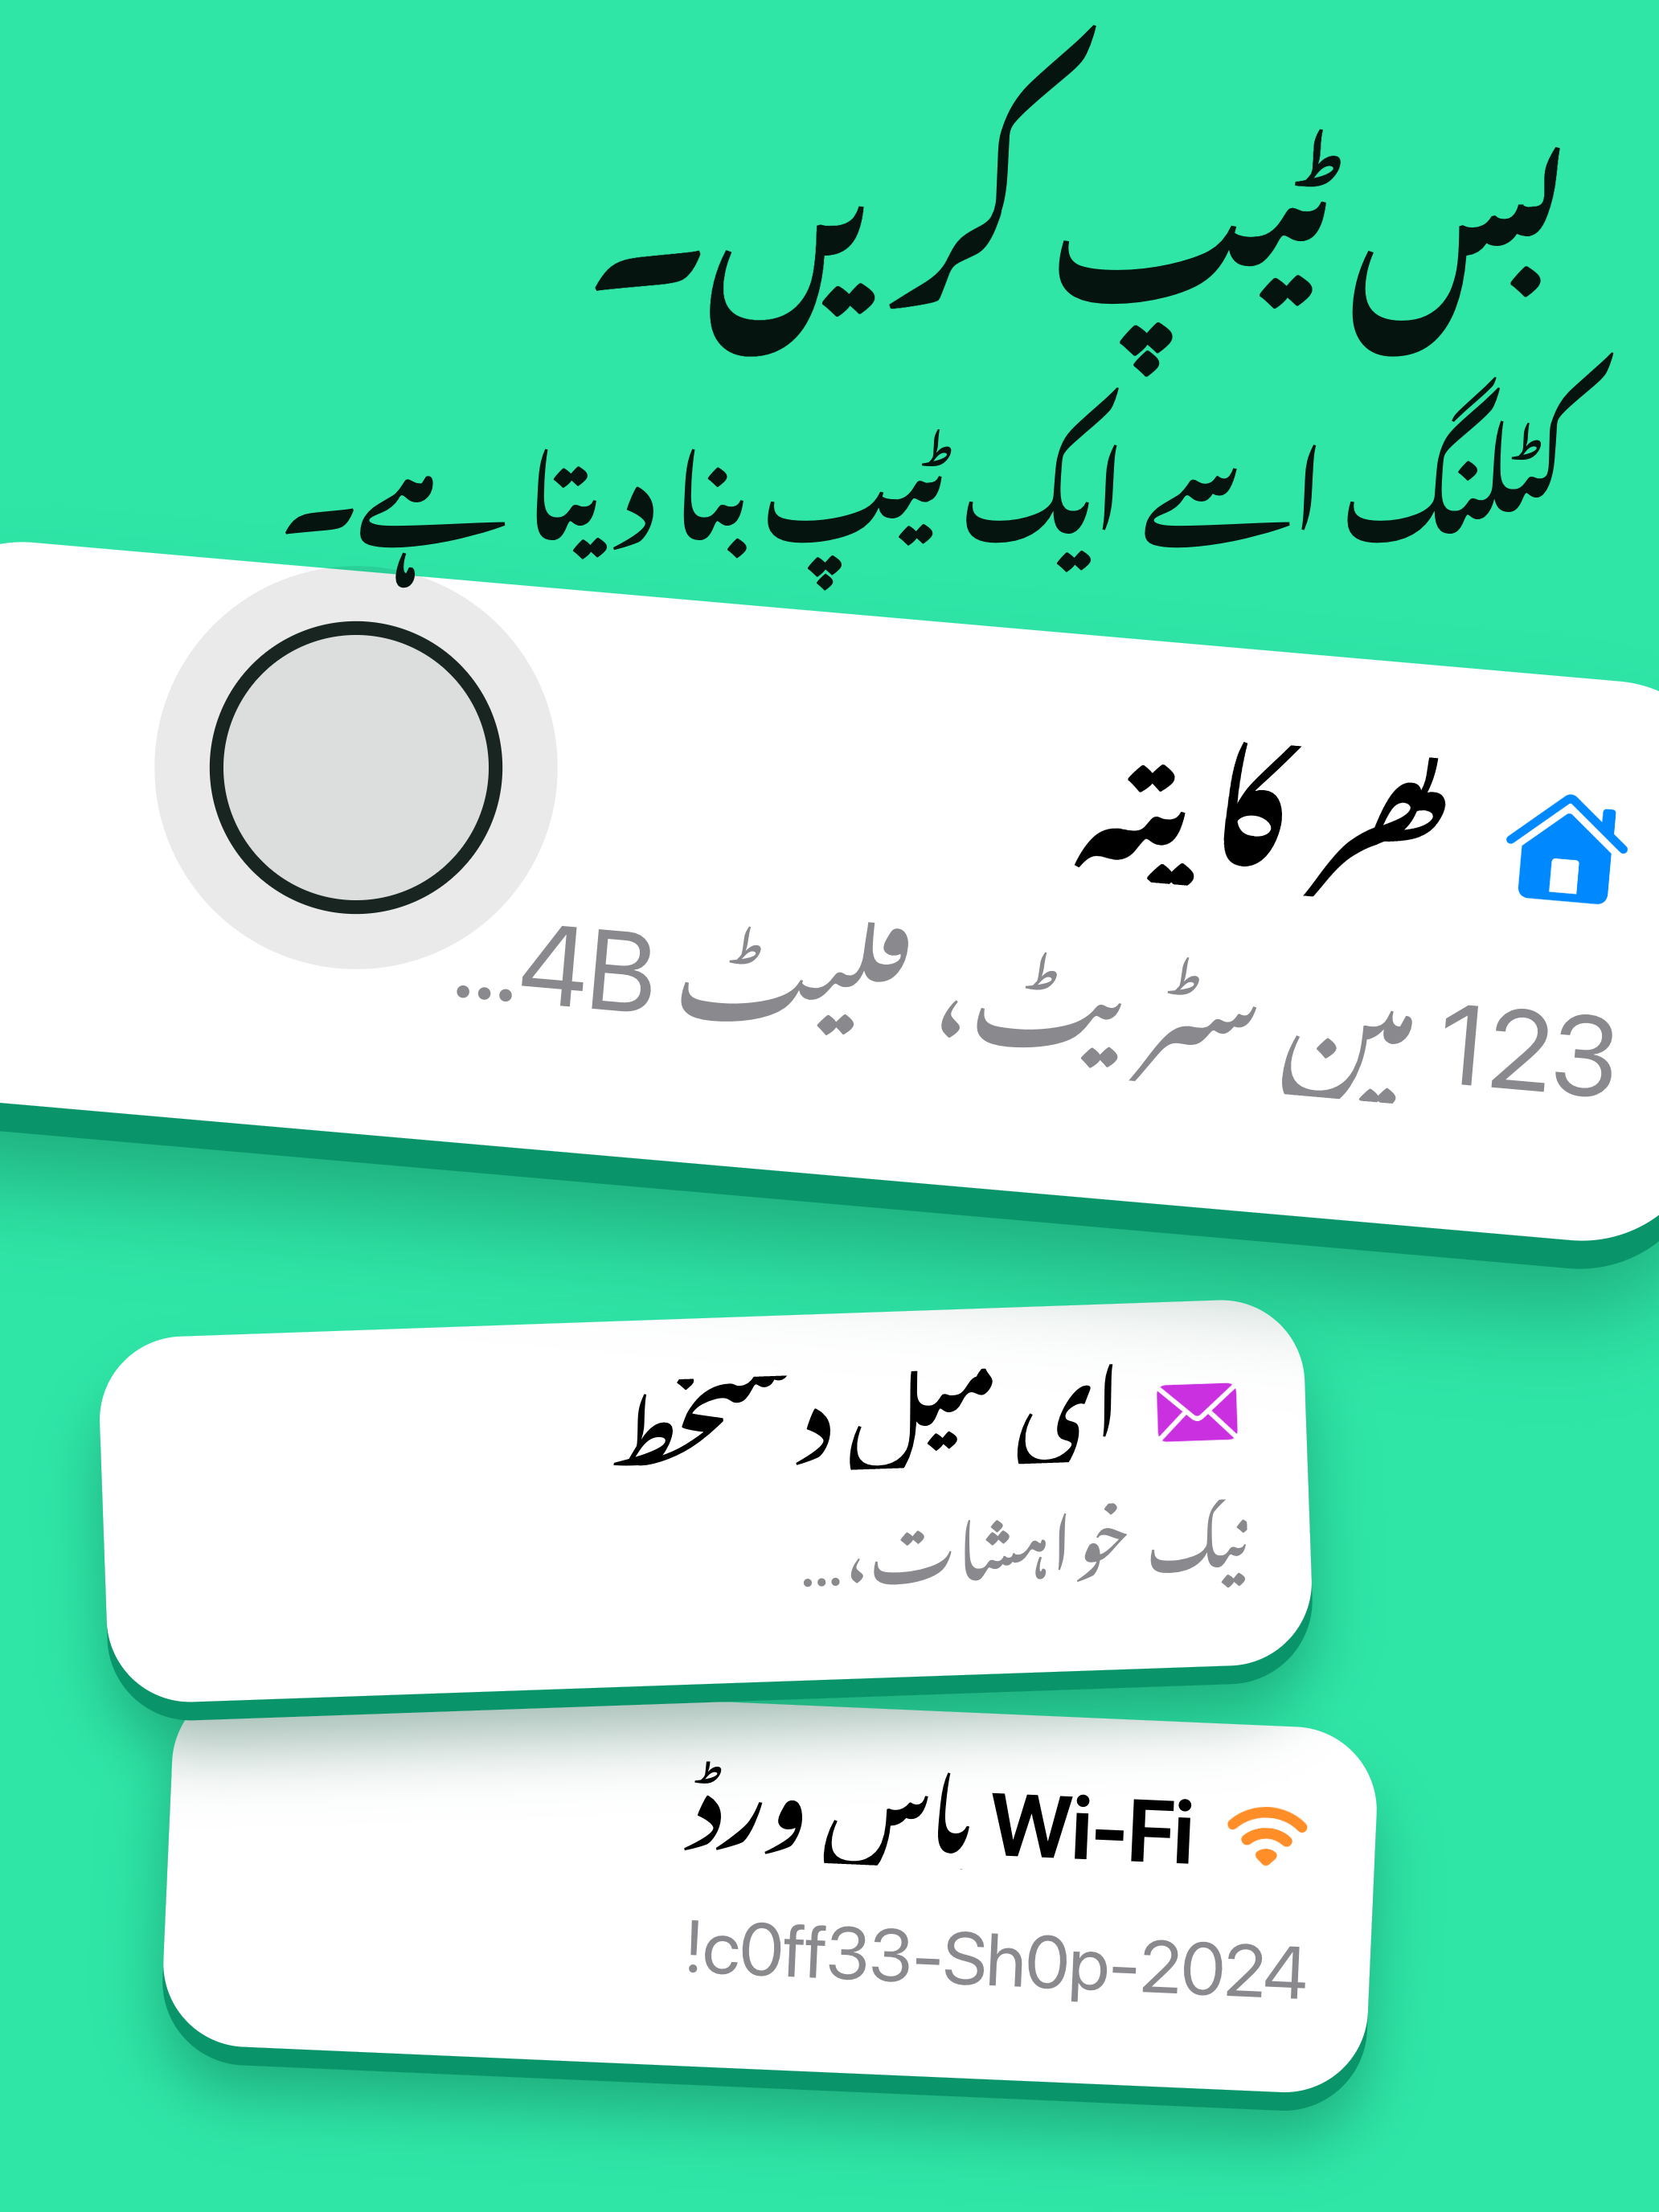 بس ٹیپ کریں۔
کٹلنگ اسے ایک ٹیپ بنا دیتا ہے۔
گھر کا پتہ
123 مین سٹریٹ، فلیٹ 4B...
ای میل دستخط
نیک خواہشات،...
Wi-Fi پاس ورڈ
c0ff33-Sh0p-2024!